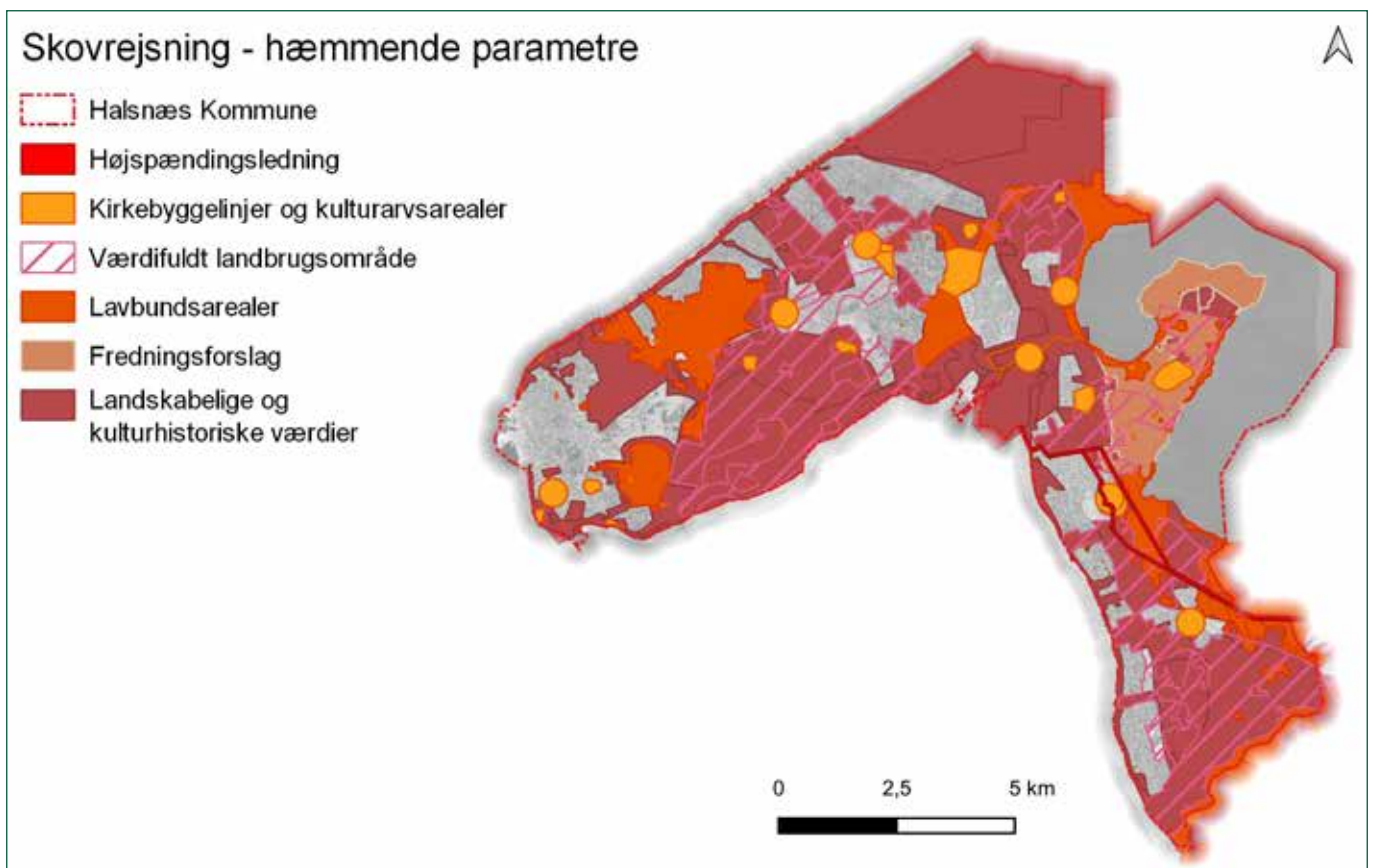 Skovrejsning - hæmmende parametre
Halsnæs Kommune
Højspændingsledning
Kirkebyggelinjer og kulturarvsarealer
Værdifuldt landbrugsområde
Lavbundsarealer
Fredningsforslag
Landskabelige og
kulturhistoriske værdier
0 2,5 5 km